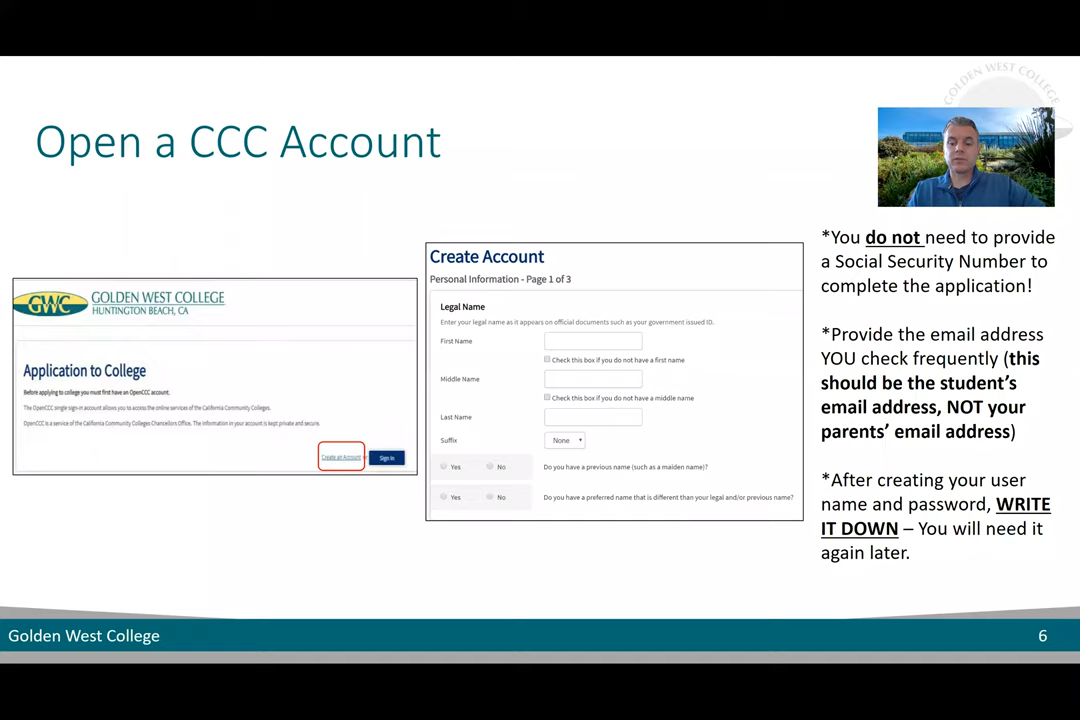 GOLDEN WEST COLLEGE
Open a CCC Account
GWC
GOLDEN WEST COLLEGE
HUNTINGTON BEACH, CA
Application to College
Before applying to college you must first have an OpenCCC account.
The OpenCCC single sign-in account allows you to access the online services of the California Community Colleges.
OpenCCC is a service of the California Community Colleges Chancellors Office. The information in your account is kept private and secure.
Create an Account or Sign In
Create Account
Personal Information - Page 1 of 3
Legal Name
Enter your legal name as it appears on official documents such as your government issued ID.
First Name
Check this box if you do not have a first name
Middle Name
Check this box if you do not have a middle name
Last Name
Suffix None
Yes No Do you have a previous name (such as a maiden name)?
Yes No Do you have a preferred name that is different than your legal and/or previous name?
*You do not need to provide
a Social Security Number to
complete the application!
*Provide the email address
YOU check frequently (this
should be the student's
email address, NOT your
parents' email address)
*After creating your user
name and password, WRITE
IT DOWN – You will need it
again later.
Golden West College
6